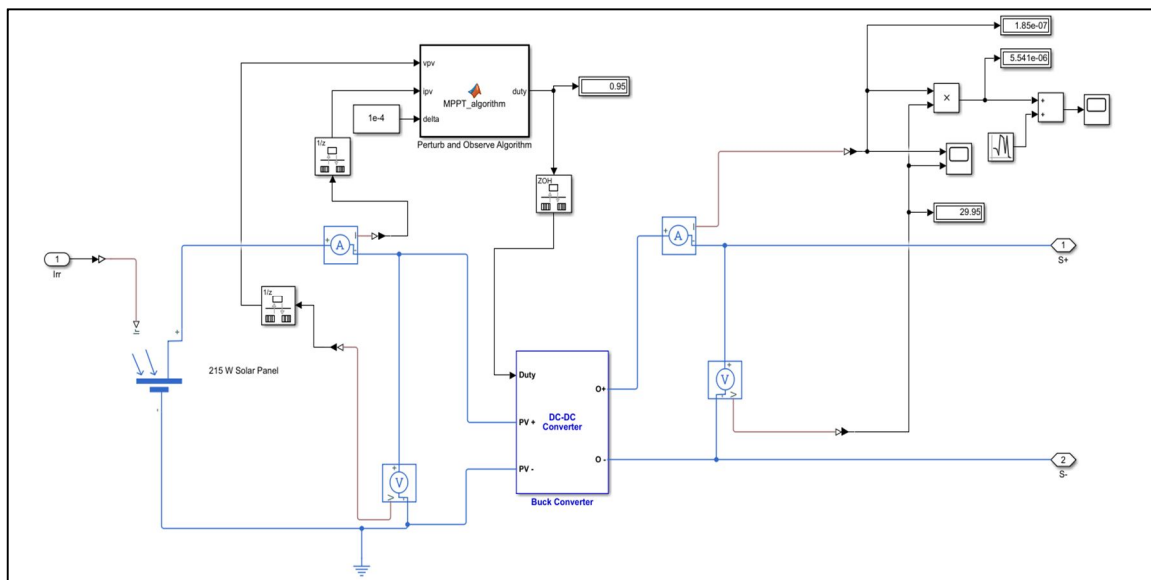 1.85e-07
vpv
5.541e-06
ipv
duty
0.95
MPPT_algorithm
×
1e-4
delta
+
+
Perturb and Observe Algorithm
1/z
ZOH
29.95
+
I
-
A
+
I
-
A
1
S+
1
Irr
1/z
Ir
+
215 W Solar Panel
-
Duty
O+
DC-DC
Converter
+
V
V
PV +
O -
2
S-
PV -
+
V
V
-
Buck Converter